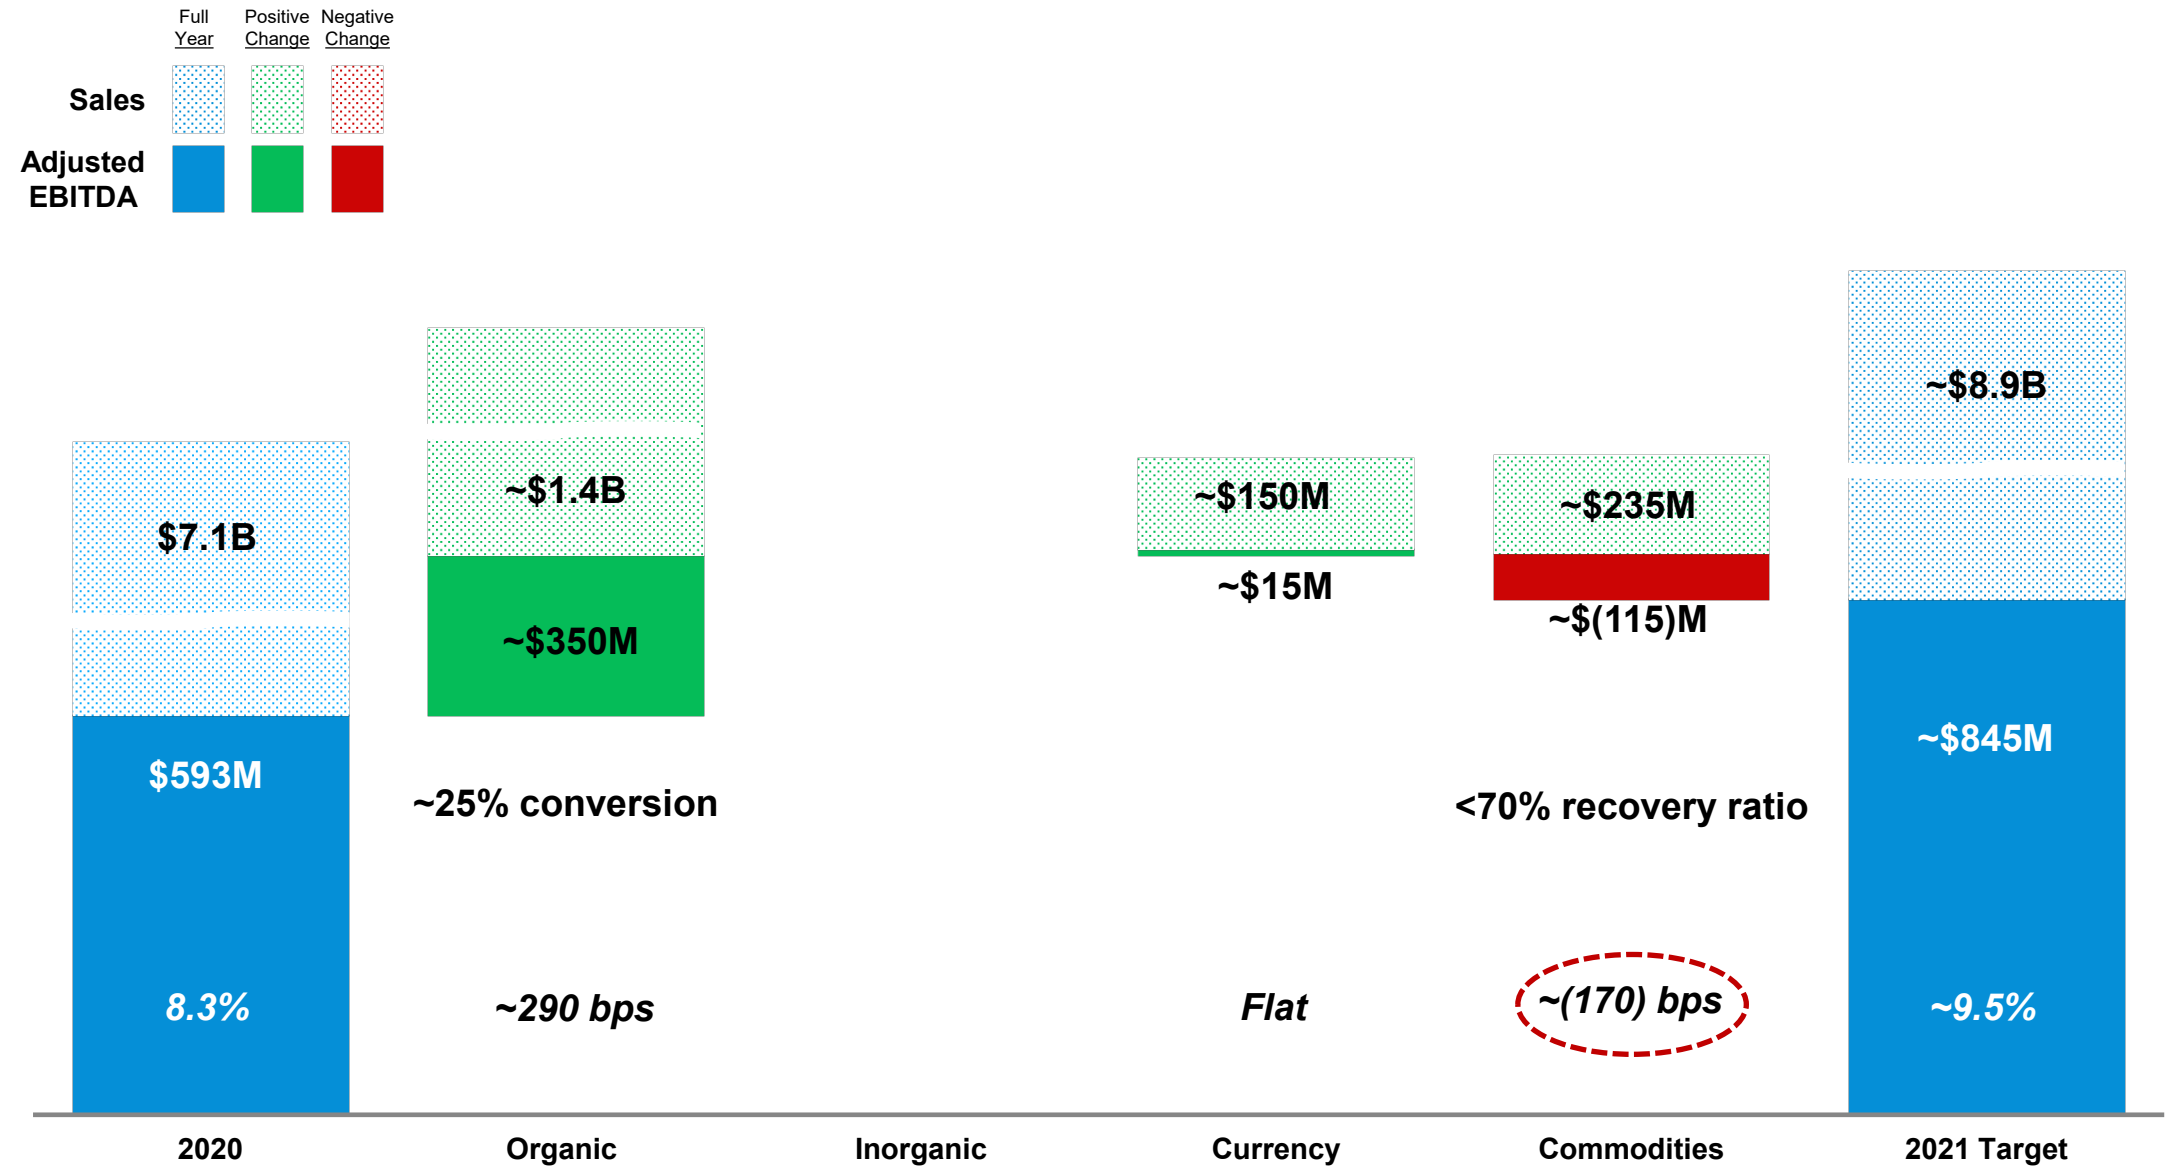 Full
Year
Positive
Change
Negative
Change
Sales
Adjusted
EBITDA
$7.1B
$593M
8.3%
~$1.4B
~$350M
~25% conversion
~290 bps
~$150M
~$15M
Flat
~$235M
~$(115)M
<70% recovery ratio
~(170) bps
~$8.9B
~$845M
~9.5%
2020
Organic
Inorganic
Currency
Commodities
2021 Target